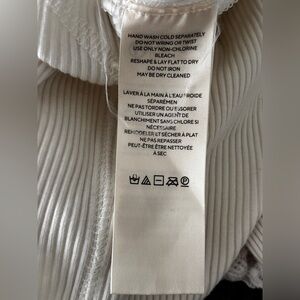 HAND WASH COLD SEPARATELY
DO NOT WRING OR TWIST
USE ONLY NON-CHLORINE
BLEACH
RESHAPE & LAY FLAT TO DRY
DO NOT IRON
MAY BE DRY CLEANED
LAVER À LA MAIN À L'EAU FROIDE
SÉPARÉMEN
NE PAS TORDRE OU ESSORER
UTILISER UN AGENT DE
BLANCHIMENT SANS CHLORE SI
NÉCESSAIRE
REMODELER ET SÉCHER À PLAT
NE PAS REPASSER
PEUT-ÊTRE ÊTRE NETTOYÉE
À SEC